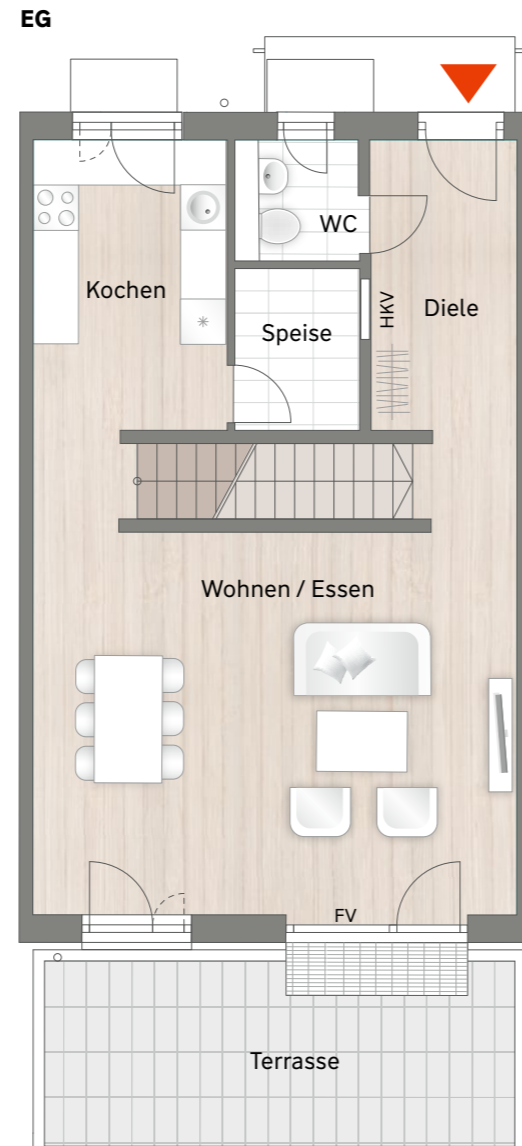 EG
WC
Kochen
Speise
HKV
Diele
Wohnen / Essen
FV
Terrasse